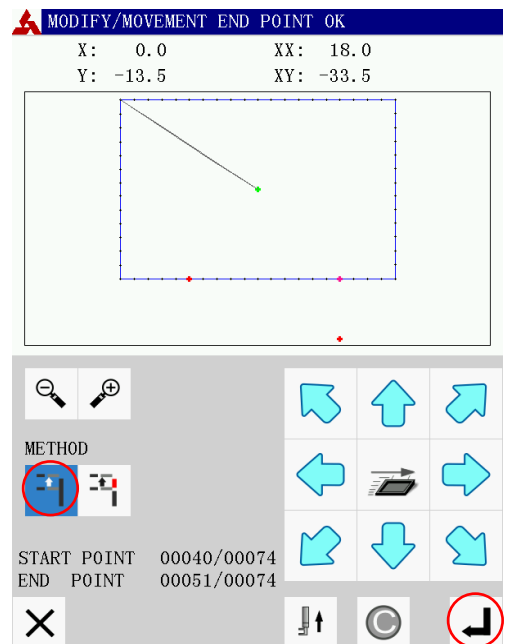 MODIFY/MOVEMENT END POINT OK
X: 0.0 XX: 18.0
Y: -13.5 XY: -33.5
METHOD
START POINT 00040/00074
END POINT 00051/00074
C